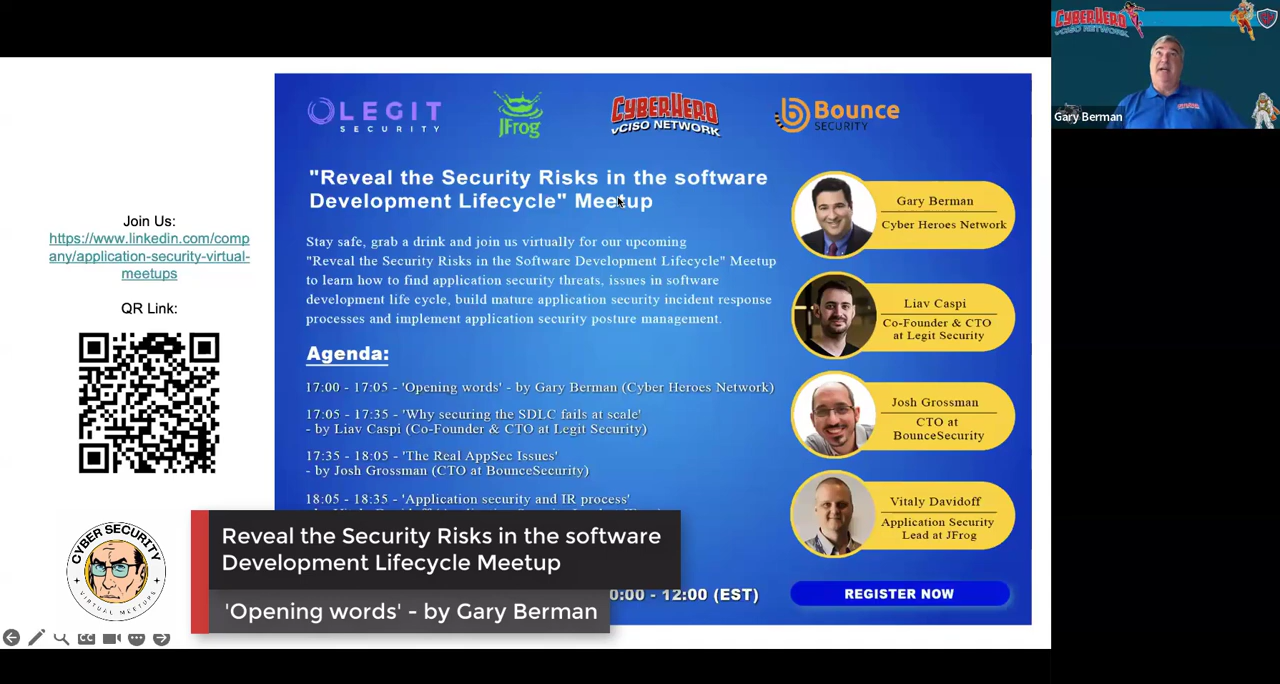 CYBERHERO
vCISO NETWORK
Gary Berman
LEGIT
SECURITY
JFrog
CYBERHERO
vCISO NETWORK
Bounce
SECURITY
"Reveal the Security Risks in the software
Development Lifecycle" Meetup
Stay safe, grab a drink and join us virtually for our upcoming
"Reveal the Security Risks in the Software Development Lifecycle" Meetup
to learn how to find application security threats, issues in software
development life cycle, build mature application security incident response
processes and implement application security posture management.
Agenda:
17:00 - 17:05 - 'Opening words' - by Gary Berman (Cyber Heroes Network)
17:05 - 17:35 - 'Why securing the SDLC fails at scale'
- by Liav Caspi (Co-Founder & CTO at Legit Security)
17:35 - 18:05 - 'The Real AppSec Issues'
- by Josh Grossman (CTO at BounceSecurity)
18:05 - 18:35 - 'Application security and IR process'
Gary Berman
Cyber Heroes Network
Liav Caspi
Co-Founder & CTO
at Legit Security
Josh Grossman
CTO at
BounceSecurity
Vitaly Davidoff
Application Security
Lead at JFrog
0:00 - 12:00 (EST)
REGISTER NOW
Join Us:
https://www.linkedin.com/comp
any/application-security-virtual-
meetups
QR Link:
CYBER SECURITY
VIRTUAL MEETUPS
Reveal the Security Risks in the software
Development Lifecycle Meetup
'Opening words' - by Gary Berman
CC